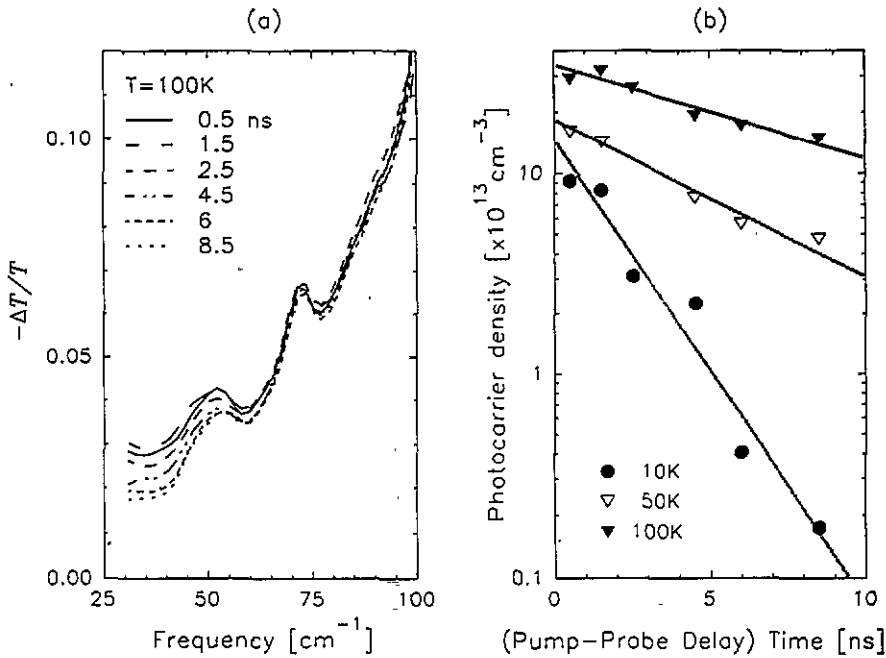 (a)
(b)
T=100K
0.5 ns
1.5
2.5
4.5
6
8.5
-ΔT/T
0.10
0.05
0.00
25
50
75
100
Frequency [cm⁻¹]
Photocarrier density [x10¹³cm⁻³]
10
1
0.1
10K
50K
100K
0
5
10
(Pump-Probe Delay) Time [ns]